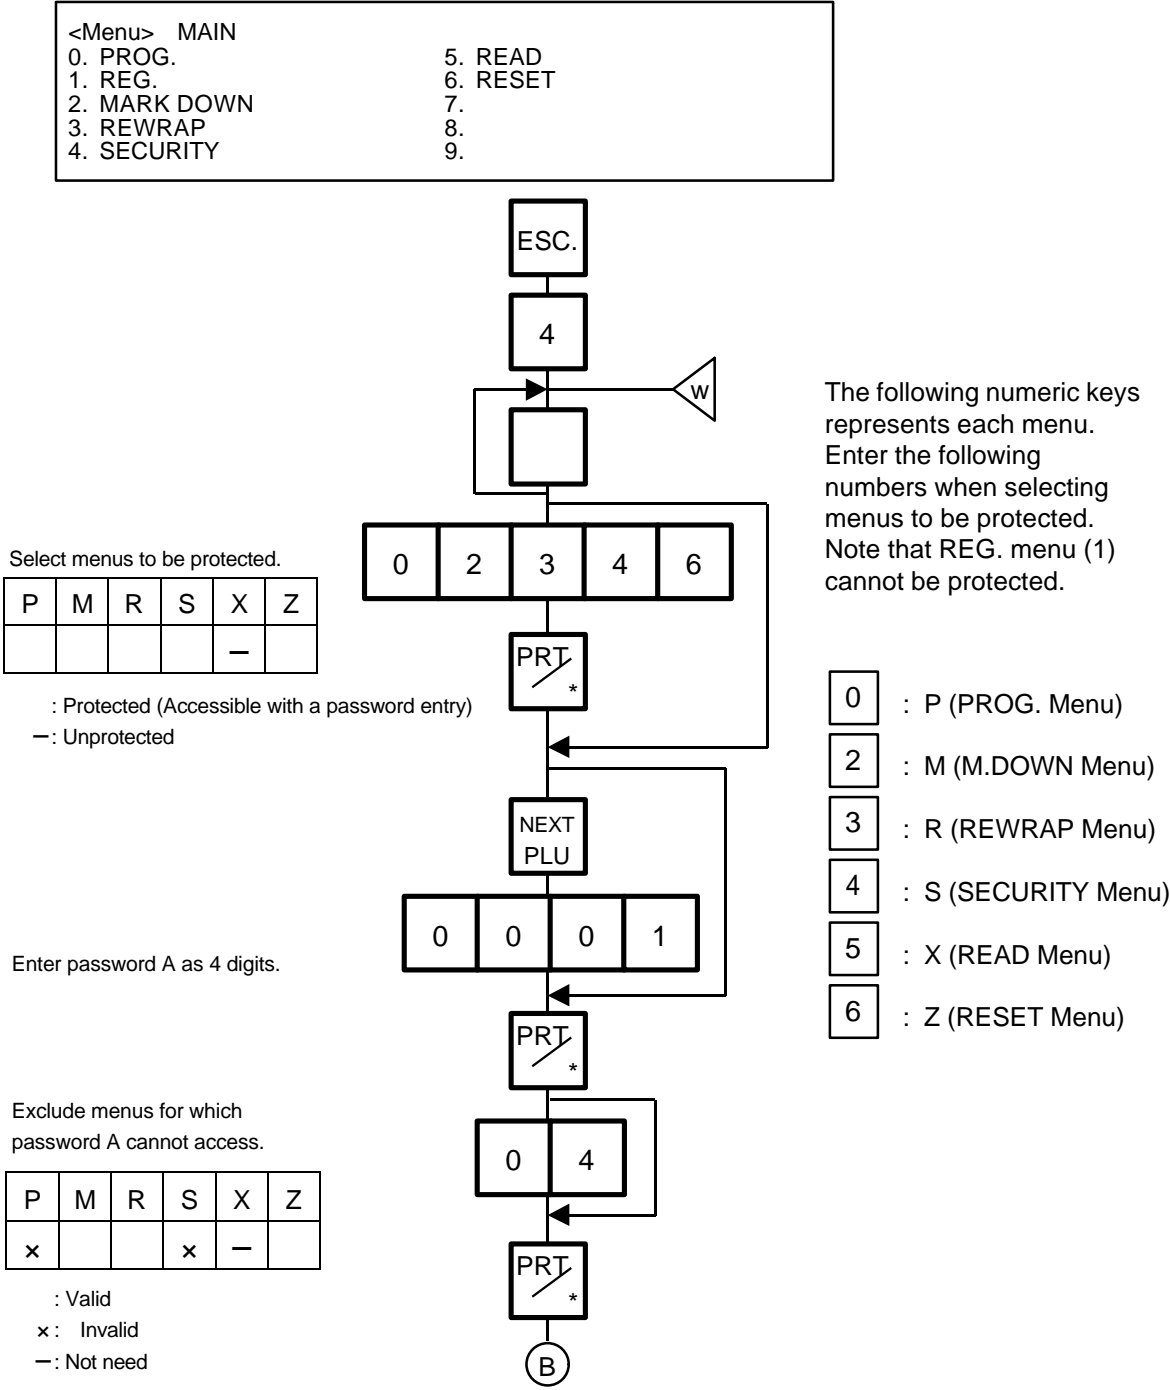 <Menu> MAIN
0. PROG. 5. READ
1. REG. 6. RESET
2. MARK DOWN 7.
3. REWRAP 8.
4. SECURITY 9.
ESC.
4
w
The following numeric keys
represents each menu.
Enter the following
numbers when selecting
menus to be protected.
Note that REG. menu (1)
cannot be protected.
0 2 3 4 6
Select menus to be protected.
P M R S X Z
–
PRT *
: Protected (Accessible with a password entry)
–: Unprotected
0 : P (PROG. Menu)
2 : M (M.DOWN Menu)
3 : R (REWRAP Menu)
4 : S (SECURITY Menu)
5 : X (READ Menu)
6 : Z (RESET Menu)
NEXT
PLU
0 0 0 1
Enter password A as 4 digits.
PRT *
Exclude menus for which
password A cannot access.
0 4
P M R S X Z
× × –
PRT *
: Valid
×: Invalid
–: Not need
B